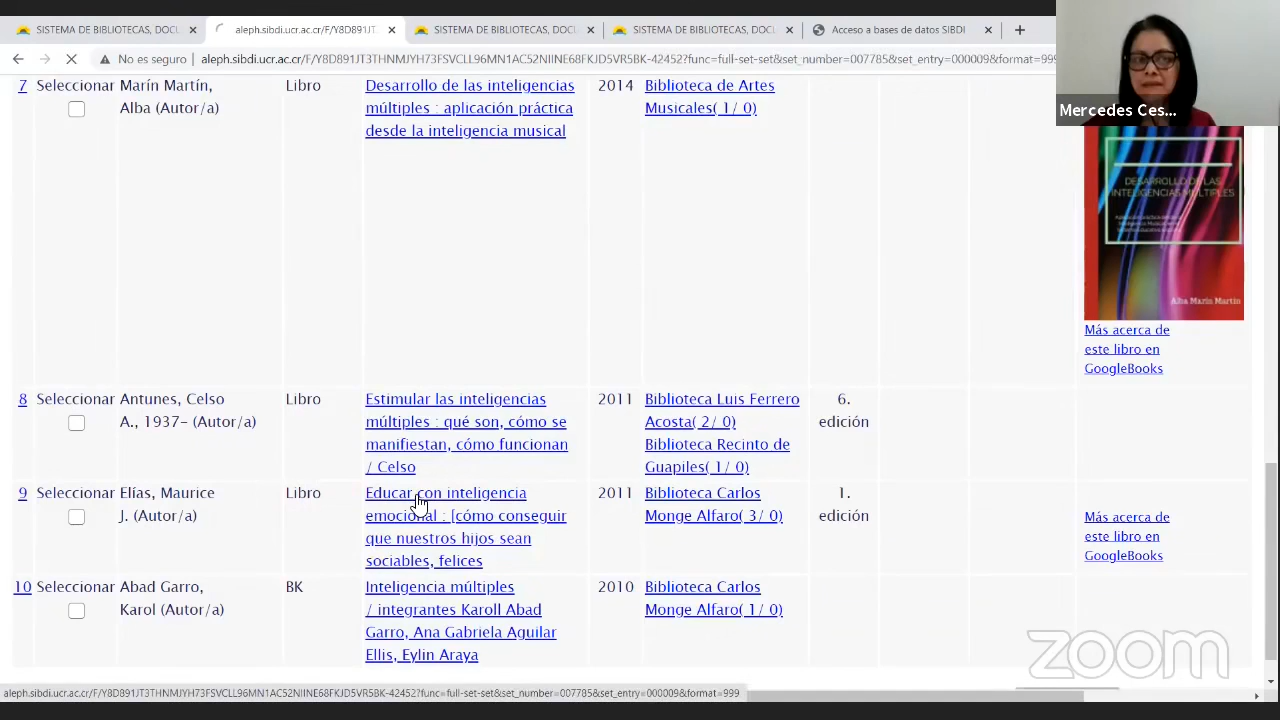 SISTEMA DE BIBLIOTECAS, DOCU
aleph.sibdi.ucr.ac.cr/F/Y8D891JT
SISTEMA DE BIBLIOTECAS, DOCU
SISTEMA DE BIBLIOTECAS, DOCU
Acceso a bases de datos SIBDI
No es seguro
aleph.sibdi.ucr.ac.cr/F/Y8D891JT3THNMJYH73FSVCLL96MN1AC52NIINE68FKJD5VR5BK-42452?func=full-set-set&set_number=007785&set_entry=000009&format=999
Mercedes Ces...
7 Seleccionar Marín Martín, Libro Desarrollo de las inteligencias 2014 Biblioteca de Artes
Alba (Autor/a) múltiples : aplicación práctica Musicales( 1/ 0)
desde la inteligencia musical
DESARROLLO DE LAS
INTELIGENCIAS MÚLTIPLES
Alba Marín Martín
Más acerca de
este libro en
GoogleBooks
8 Seleccionar Antunes, Celso Libro Estimular las inteligencias 2011 Biblioteca Luis Ferrero 6.
A., 1937- (Autor/a) múltiples : qué son, cómo se Acosta( 2/ 0) edición
manifiestan, cómo funcionan Biblioteca Recinto de
/ Celso Guapiles( 1/ 0)
9 Seleccionar Elías, Maurice Libro Educar con inteligencia 2011 Biblioteca Carlos 1.
J. (Autor/a) emocional : [cómo conseguir Monge Alfaro( 3/ 0) edición
que nuestros hijos sean
sociables, felices
Más acerca de
este libro en
GoogleBooks
10 Seleccionar Abad Garro, BK Inteligencia múltiples 2010 Biblioteca Carlos
Karol (Autor/a) / integrantes Karoll Abad Monge Alfaro( 1/ 0)
Garro, Ana Gabriela Aguilar
Ellis, Eylin Araya
zoom
aleph.sibdi.ucr.ac.cr/F/Y8D891JT3THNMJYH73FSVCLL96MN1AC52NIINE68FKJD5VR5BK-42452?func=full-set-set&set_number=007785&set_entry=000009&format=999